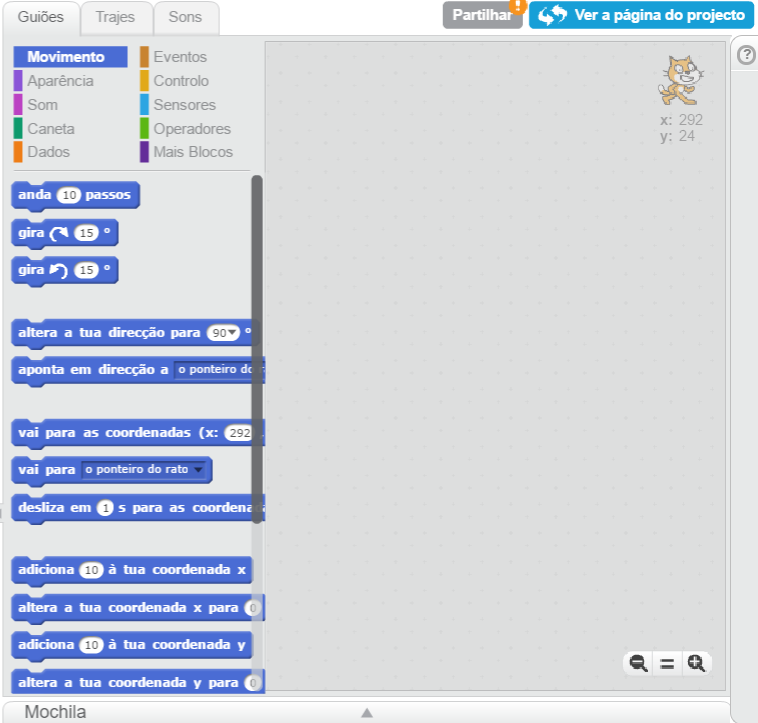 Guiões Trajes Sons
Partilhar ! Ver a página do projecto
?
Movimento Eventos
Aparência Controlo
Som Sensores
Caneta Operadores
Dados Mais Blocos
x: 292
y: 24
anda 10 passos
gira 15 º
gira 15 º
altera a tua direcção para 90 º
aponta em direcção a o ponteiro do
vai para as coordenadas (x: 292
vai para o ponteiro do rato
desliza em 1 s para as coordena
adiciona 10 à tua coordenada x
altera a tua coordenada x para 0
adiciona 10 à tua coordenada y
altera a tua coordenada y para 0
Mochila